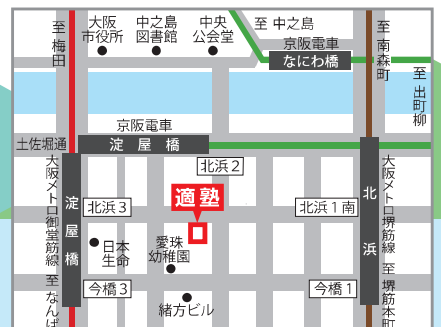 至 梅田
大阪
市役所
中之島
図書館
中央
公会堂
至 中之島
京阪電車
なにわ橋
至 南森町
至 出町柳
京阪電車
淀屋橋
土佐堀通
北浜2
大阪メトロ御堂筋線
淀屋橋
北浜3
適塾
北浜1南
北浜
大阪メトロ堺筋線
日本
生命
愛珠
幼稚園
今橋3
緒方ビル
今橋1
至 なんば
至 堺筋本町